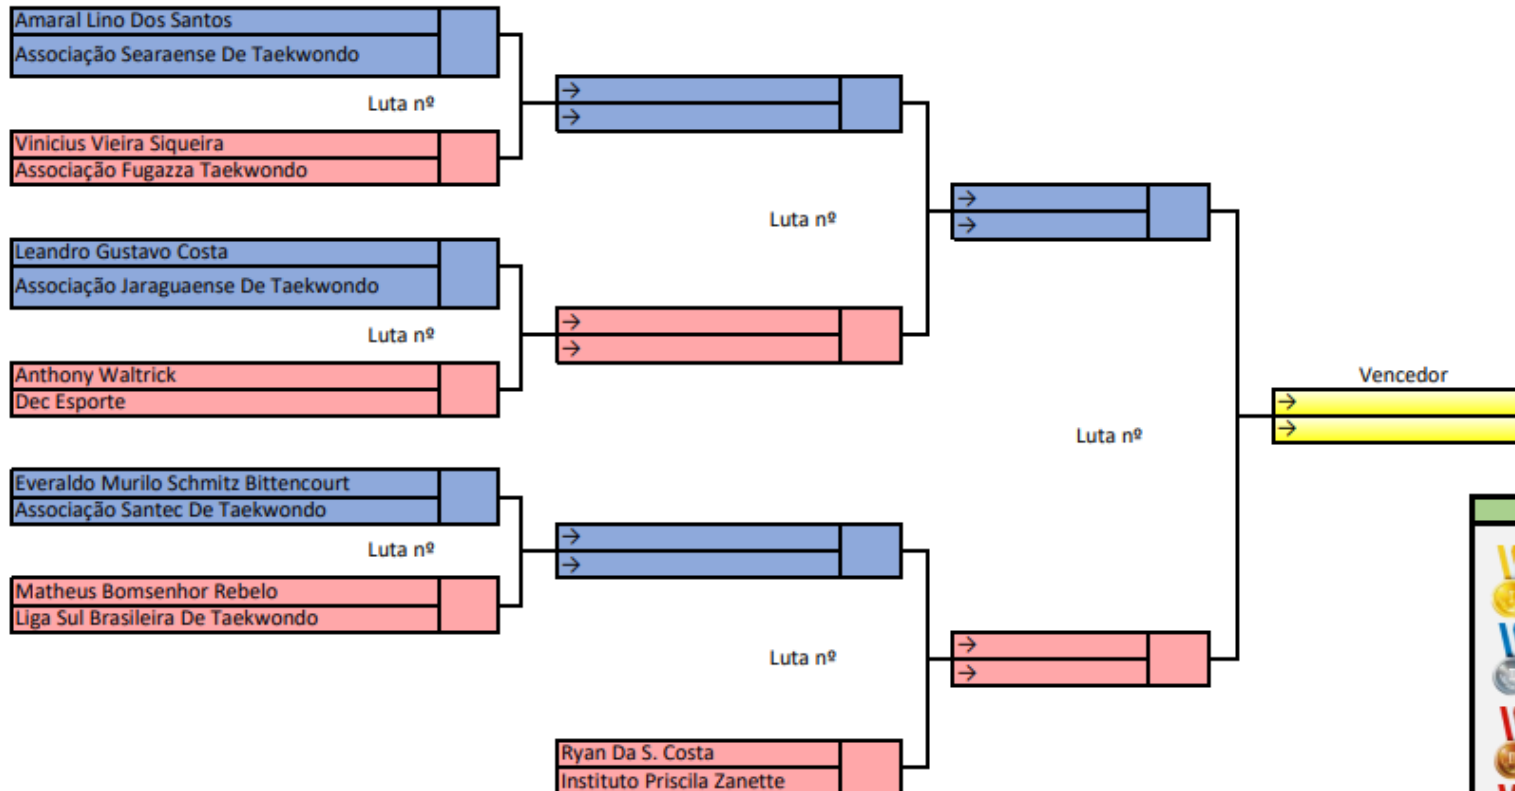 Amaral Lino Dos Santos
Associação Searaense De Taekwondo
Luta nº
Vinicius Vieira Siqueira
Associação Fugazza Taekwondo
→
→
Luta nº
Leandro Gustavo Costa
Associação Jaraguaense De Taekwondo
Luta nº
Anthony Waltrick
Dec Esporte
→
→
→
→
Luta nº
Vencedor
→
→
Everaldo Murilo Schmitz Bittencourt
Associação Santec De Taekwondo
Luta nº
Matheus Bomsenhor Rebelo
Liga Sul Brasileira De Taekwondo
→
→
Luta nº
→
→
Ryan Da S. Costa
Instituto Priscila Zanette